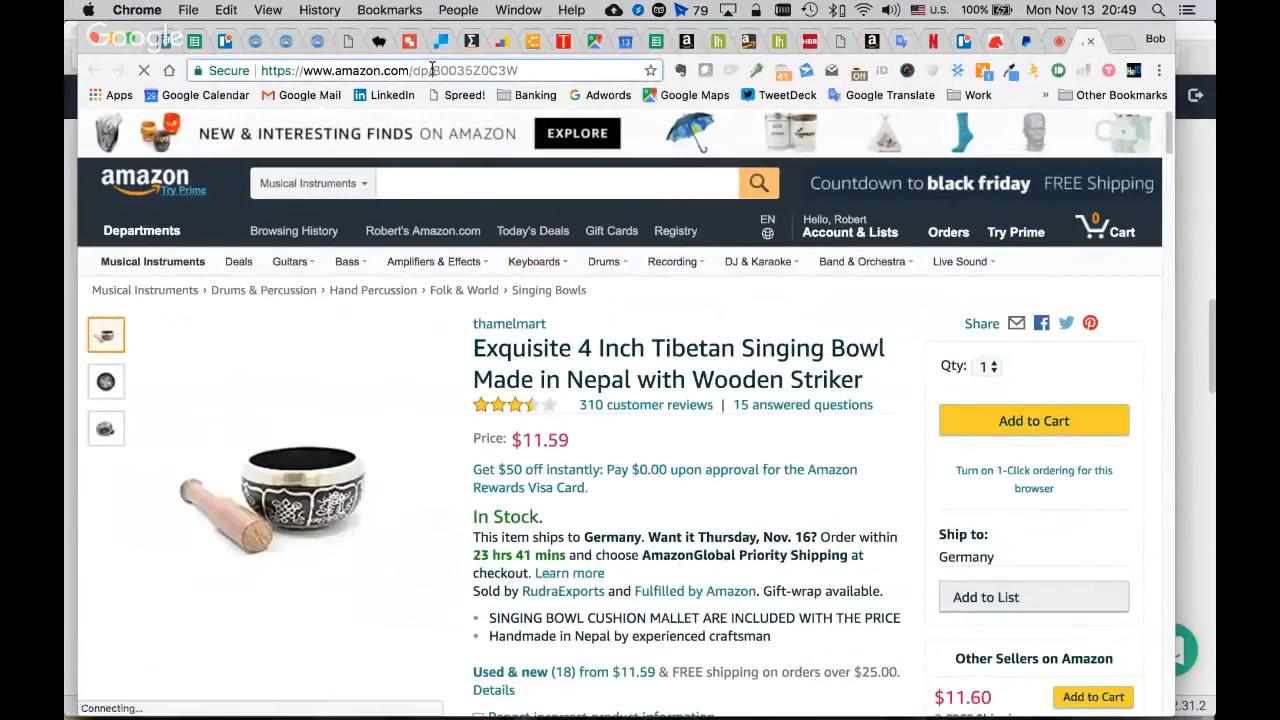 Chrome File Edit View History Bookmarks People Window Help 79 U.S. 100% Mon Nov 13 20:49
Google
Bob
Secure https://www.amazon.com/dp/B0035Z0C3W
Apps Google Calendar Google Mail LinkedIn Spreed! Banking Adwords Google Maps TweetDeck Google Translate Work » Other Bookmarks
NEW & INTERESTING FINDS ON AMAZON EXPLORE
amazon Try Prime
Musical Instruments
Countdown to black friday FREE Shipping
Departments Browsing History Robert's Amazon.com Today's Deals Gift Cards Registry EN Hello, Robert Account & Lists Orders Try Prime 0 Cart
Musical Instruments Deals Guitars Bass Amplifiers & Effects Keyboards Drums Recording DJ & Karaoke Band & Orchestra Live Sound
Musical Instruments › Drums & Percussion › Hand Percussion › Folk & World › Singing Bowls
thamelmart
Share
Exquisite 4 Inch Tibetan Singing Bowl
Made in Nepal with Wooden Striker
310 customer reviews | 15 answered questions
Price: $11.59
Get $50 off instantly: Pay $0.00 upon approval for the Amazon
Rewards Visa Card.
In Stock.
This item ships to Germany. Want it Thursday, Nov. 16? Order within
23 hrs 41 mins and choose AmazonGlobal Priority Shipping at
checkout. Learn more
Sold by RudraExports and Fulfilled by Amazon. Gift-wrap available.
• SINGING BOWL CUSHION MALLET ARE INCLUDED WITH THE PRICE
• Handmade in Nepal by experienced craftsman
Used & new (18) from $11.59 & FREE shipping on orders over $25.00.
Details
Report incorrect product information
Qty: 1
Add to Cart
Turn on 1-Click ordering for this
browser
Ship to:
Germany
Add to List
Other Sellers on Amazon
$11.60 Add to Cart
Connecting...
2.31.2